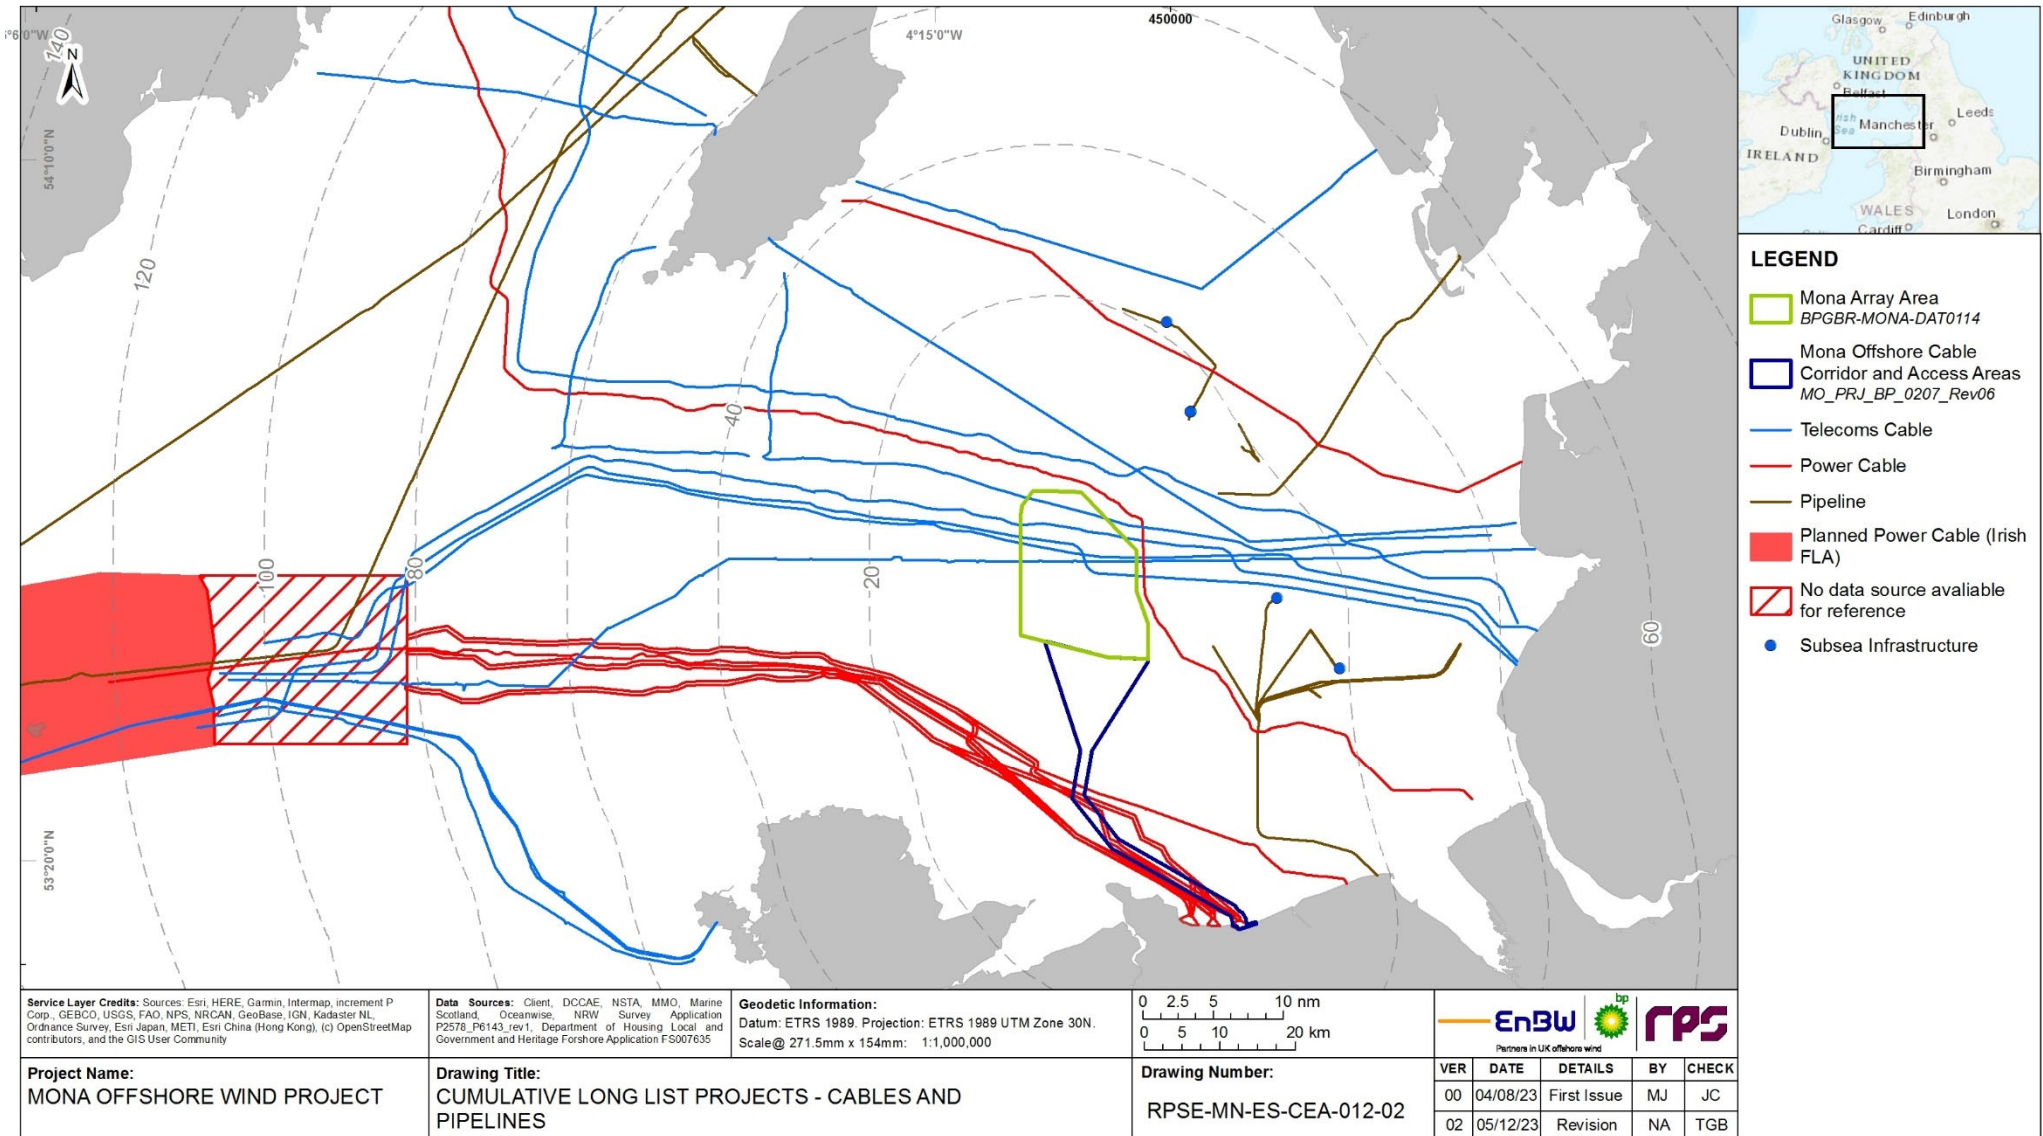 450000
6°0"W
4°15'0"W
140
N
54°10'0"N
120
40
100
80
20
60
53°20'0"N
Glasgow
Edinburgh
UNITED
KINGDOM
Belfast
Leeds
Irish
Sea
Manchester
Dublin
IRELAND
Birmingham
WALES
London
Cardiff
LEGEND
Mona Array Area
BPGBR-MONA-DAT0114
Mona Offshore Cable
Corridor and Access Areas
MO_PRJ_BP_0207_Rev06
Telecoms Cable
Power Cable
Pipeline
Planned Power Cable (Irish
FLA)
No data source avaliable
for reference
Subsea Infrastructure
Service Layer Credits: Sources: Esri, HERE, Garmin, Intermap, increment P
Corp., GEBCO, USGS, FAO, NPS, NRCAN, GeoBase, IGN, Kadaster NL,
Ordnance Survey, Esri Japan, METI, Esri China (Hong Kong), (c) OpenStreetMap
contributors, and the GIS User Community
Data Sources: Client, DCCAE, NSTA, MMO, Marine
Scotland, Oceanwise, NRW Survey Application
P2578_P6143_rev1, Department of Housing Local and
Government and Heritage Forshore Application FS007635
Geodetic Information:
Datum: ETRS 1989. Projection: ETRS 1989 UTM Zone 30N.
Scale@ 271.5mm x 154mm: 1:1,000,000
0 2.5 5 10 nm
0 5 10 20 km
EnBW
bp
rps
Partners in UK offshore wind
Project Name:
MONA OFFSHORE WIND PROJECT
Drawing Title:
CUMULATIVE LONG LIST PROJECTS - CABLES AND
PIPELINES
Drawing Number:
RPSE-MN-ES-CEA-012-02
VER DATE DETAILS BY CHECK
00 04/08/23 First Issue MJ JC
02 05/12/23 Revision NA TGB